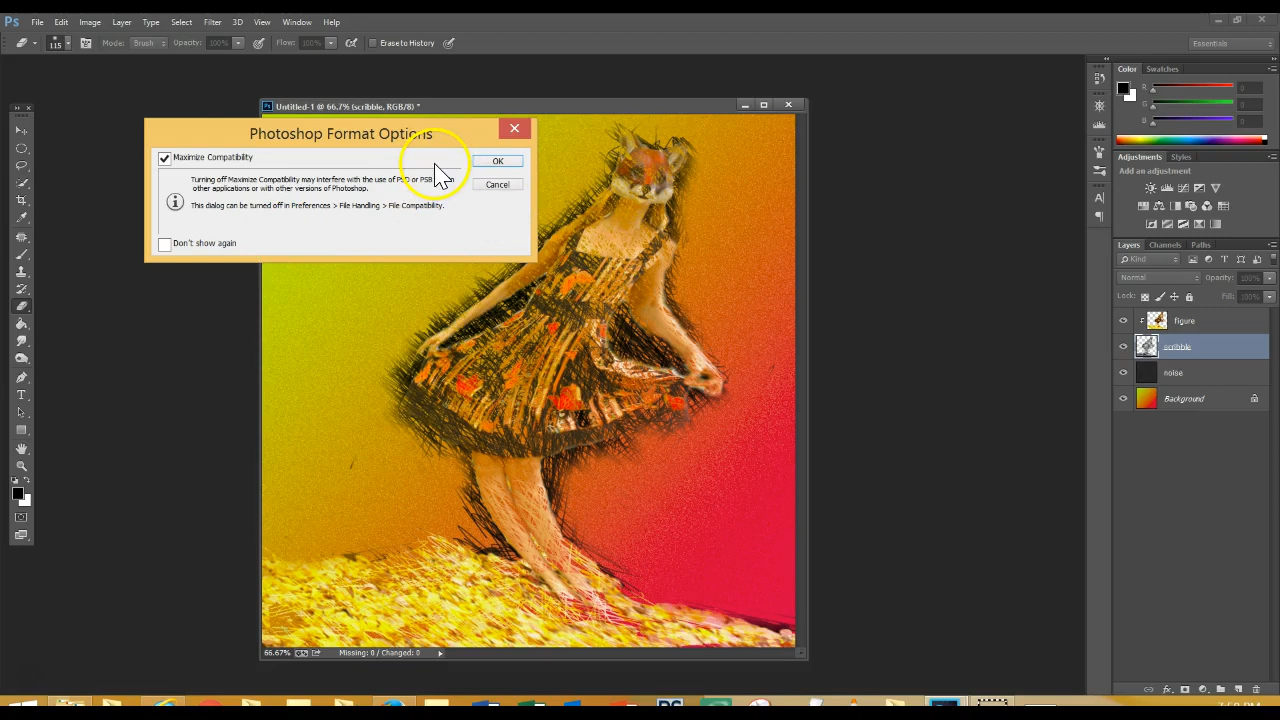 Ps File Edit Image Layer Type Select Filter 3D View Window Help
115 Mode: Brush Opacity: 100% Flow: 100% Erase to History Essentials
Color Swatches
R 0
G 0
B 0
Untitled-1 @ 66.7% (scribble, RGB/8) *
Photoshop Format Options
Maximize Compatibility
OK
Turning off Maximize Compatibility may interfere with the use of PSD or PSB
other applications or with other versions of Photoshop.
Cancel
This dialog can be turned off in Preferences > File Handling > File Compatibility.
Don't show again
Adjustments Styles
Add an adjustment
Layers Channels Paths
Kind
Normal Opacity: 100%
Lock: Fill: 100%
figure
scribble
noise
Background
66.67% Missing: 0 / Changed: 0